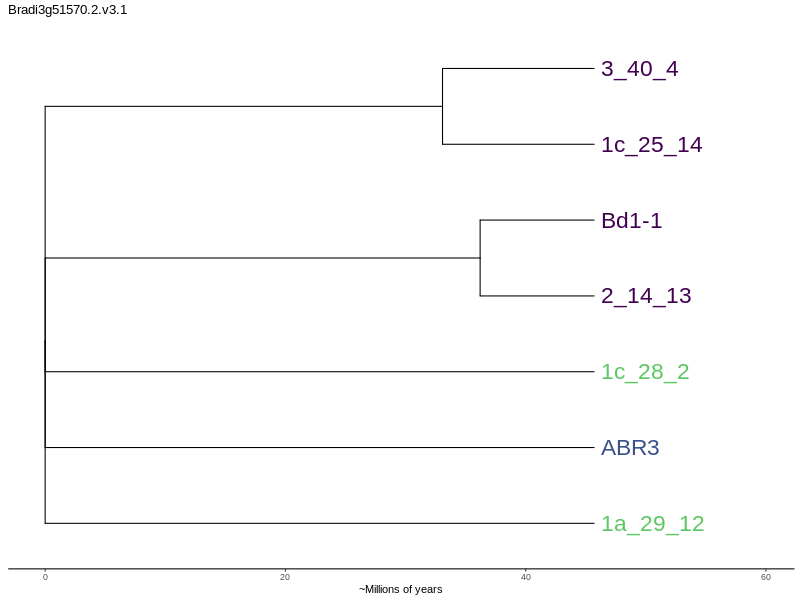 Bradi3g51570.2.v3.1
3_40_4
1c_25_14
Bd1-1
2_14_13
1c_28_2
ABR3
1a_29_12
0 20 40 60
~Millions of years